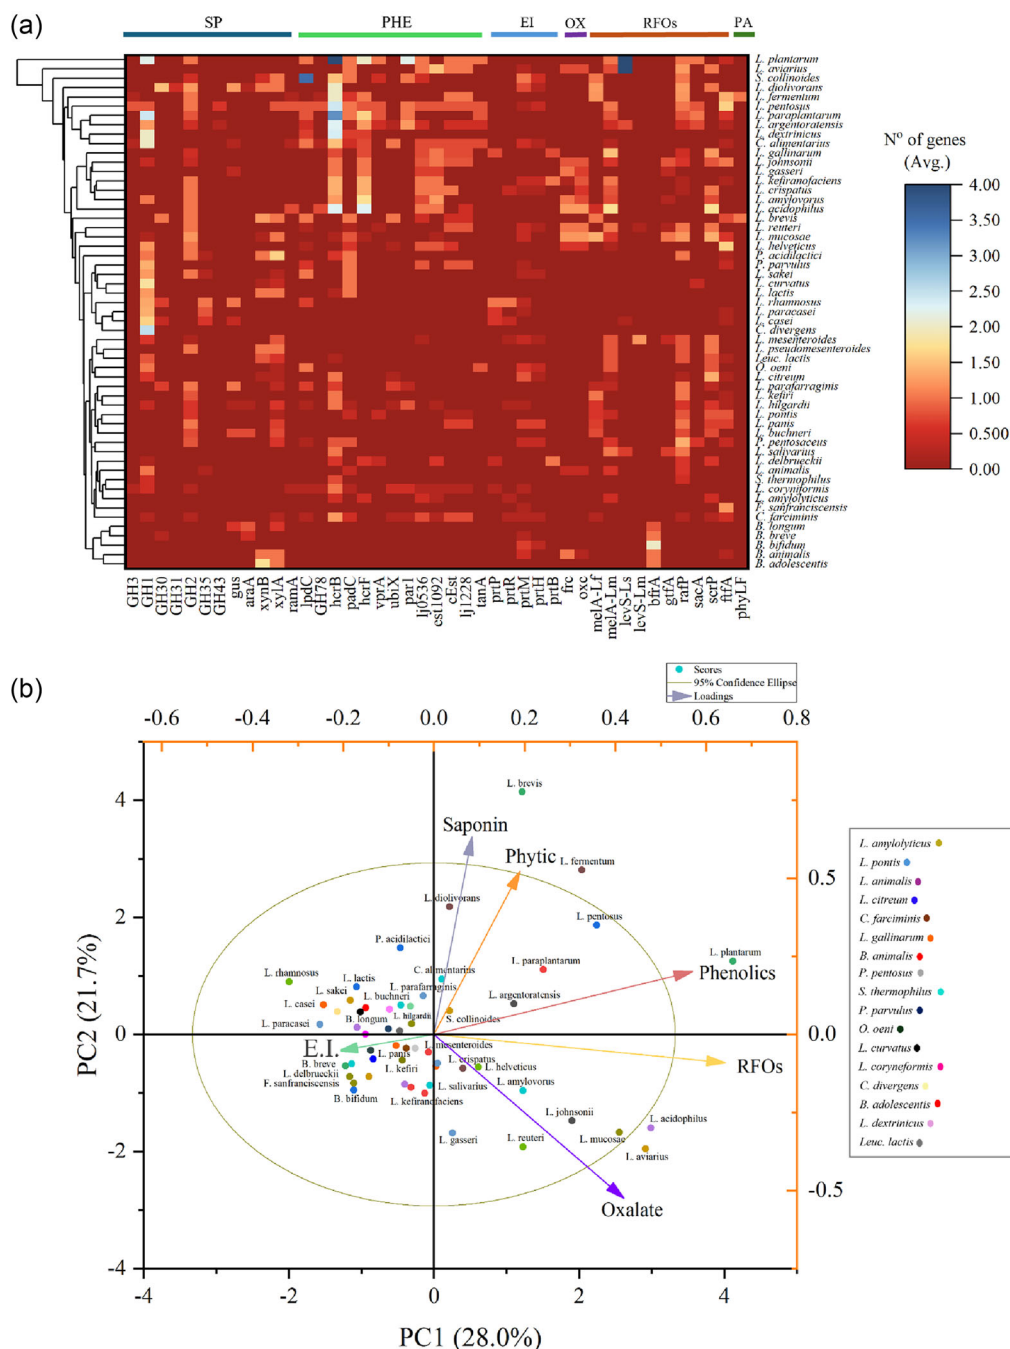 (a)
SP PHE EI OX RFOs PA
L. plantarum
L. aviarius
S. collinoides
L. diolivorans
L. fermentum
L. pentosus
L. paraplantarum
L. argentoratensis
L. dextrinicus
C. alimentarius
L. gallinarum
L. johnsonii
L. gasseri
L. kefiranofaciens
L. crispatus
L. amylovorus
L. acidophilus
L. brevis
L. reuteri
L. mucosae
L. helveticus
P. acidilactici
P. parvulus
L. sakei
L. curvatus
L. lactis
L. rhamnosus
L. paracasei
L. casei
C. divergens
L. mesenteroides
L. pseudomesenteroides
Leuc. lactis
O. oeni
L. citreum
L. parafarraginis
L. kefiri
L. hilgardii
L. pontis
L. panis
L. buchneri
P. pentosaceus
L. salivarius
L. delbrueckii
L. animalis
S. thermophilus
L. coryniformis
L. amylolyticus
F. sanfranciscensis
C. farciminis
B. longum
B. breve
B. bifidum
B. animalis
B. adolescentis
Nº of genes
(Avg.)
4.00
3.50
3.00
2.50
2.00
1.50
1.00
0.500
0.00
GH3 GH1 GH30 GH31 GH2 GH35 GH43 gus araA xynB xylA ramA lpdC GH78 hcrB padC hcrF vprA ubiX par1 lj0536 est1092 cEst lj1228 tanA prtP prtR prtM prtH prtB frc oxc melA-Lf melA-Lm levS-Ls levS-Lm bfrA gtfA rafP sacA scrP ftfA phyLF
(b)
Scores
95% Confidence Ellipse
Loadings
-0.6 -0.4 -0.2 0.0 0.2 0.4 0.6 0.8
4
2
0
-2
-4
PC2 (21.7%)
0.5
0.0
-0.5
L. brevis
Saponin
Phytic
L. fermentum
L. diolivorans
L. pentosus
P. acidilactici
L. plantarum
L. rhamnosus
C. alimentarius
L. paraplantarum
Phenolics
L. lactis
L. parafarraginis
L. sakei
L. buchneri
L. argentoratensis
L. casei
S. collinoides
L. paracasei
B. longum
L. hilgardii
E.I.
L. panis
L. mesenteroides
RFOs
B. breve
L. kefiri
L. crispatus
L. helveticus
L. delbrueckii
F. sanfranciscensis
L. salivarius
L. amylovorus
B. bifidum
L. kefiranofaciens
L. johnsonii
L. acidophilus
L. gasseri
L. reuteri
L. mucosae
L. aviarius
Oxalate
-4 -2 0 2 4
PC1 (28.0%)
L. amylolyticus
L. pontis
L. animalis
L. citreum
C. farciminis
L. gallinarum
B. animalis
P. pentosus
S. thermophilus
P. parvulus
O. oent
L. curvatus
L. coryneformis
C. divergens
B. adolescentis
L. dextrinicus
Leuc. lactis